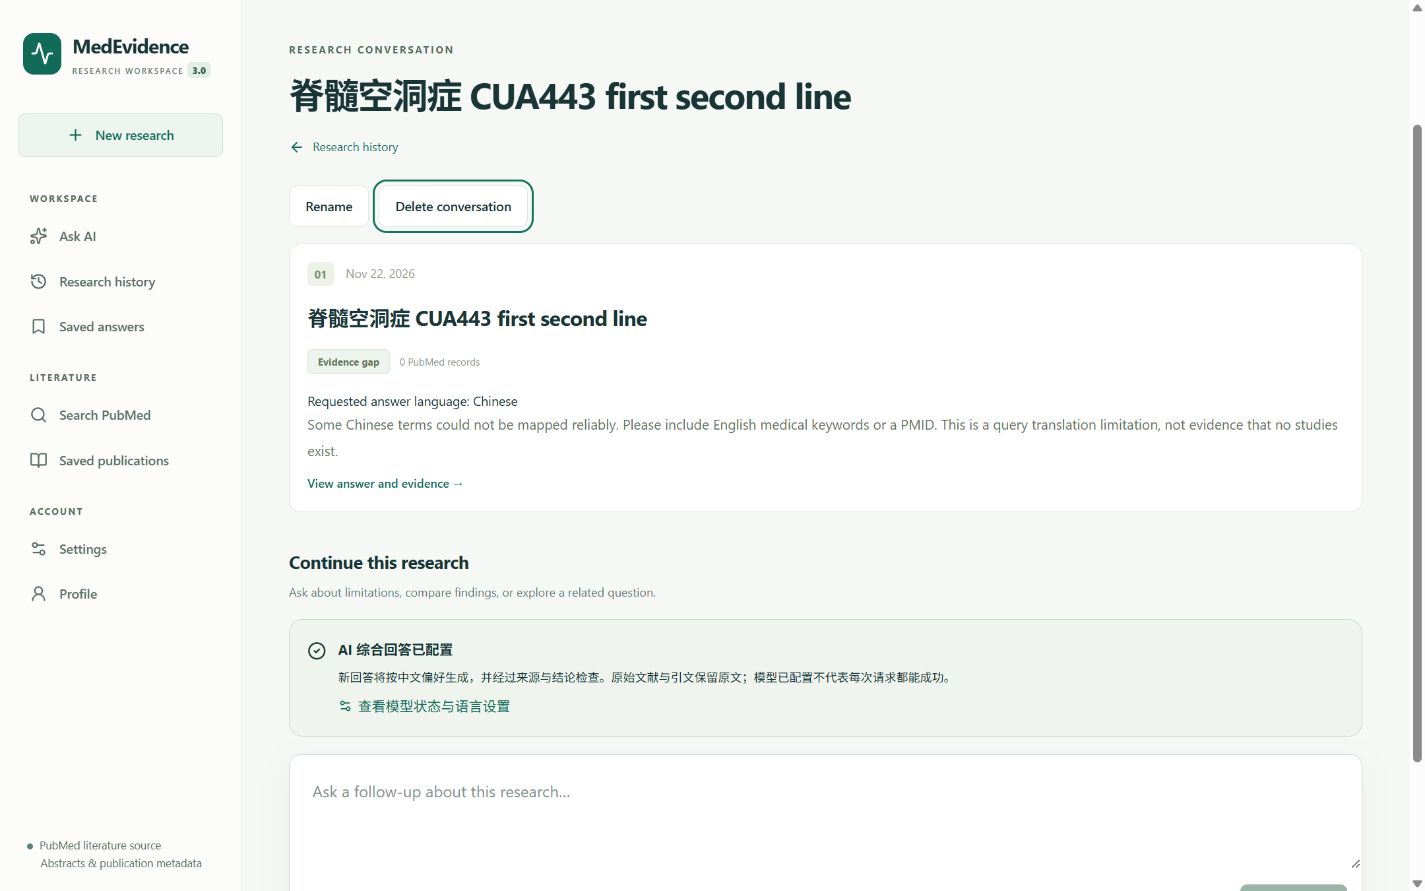 MedEvidence
RESEARCH WORKSPACE 3.0
New research
WORKSPACE
Ask AI
Research history
Saved answers
LITERATURE
Search PubMed
Saved publications
ACCOUNT
Settings
Profile
PubMed literature source
Abstracts & publication metadata
RESEARCH CONVERSATION
脊髓空洞症 CUA443 first second line
Research history
Rename
Delete conversation
01 Nov 22, 2026
脊髓空洞症 CUA443 first second line
Evidence gap 0 PubMed records
Requested answer language: Chinese
Some Chinese terms could not be mapped reliably. Please include English medical keywords or a PMID. This is a query translation limitation, not evidence that no studies
exist.
View answer and evidence →
Continue this research
Ask about limitations, compare findings, or explore a related question.
AI 综合回答已配置
新回答将按中文偏好生成，并经过来源与结论检查。原始文献与引文保留原文；模型已配置不代表每次请求都能成功。
查看模型状态与语言设置
Ask a follow-up about this research...